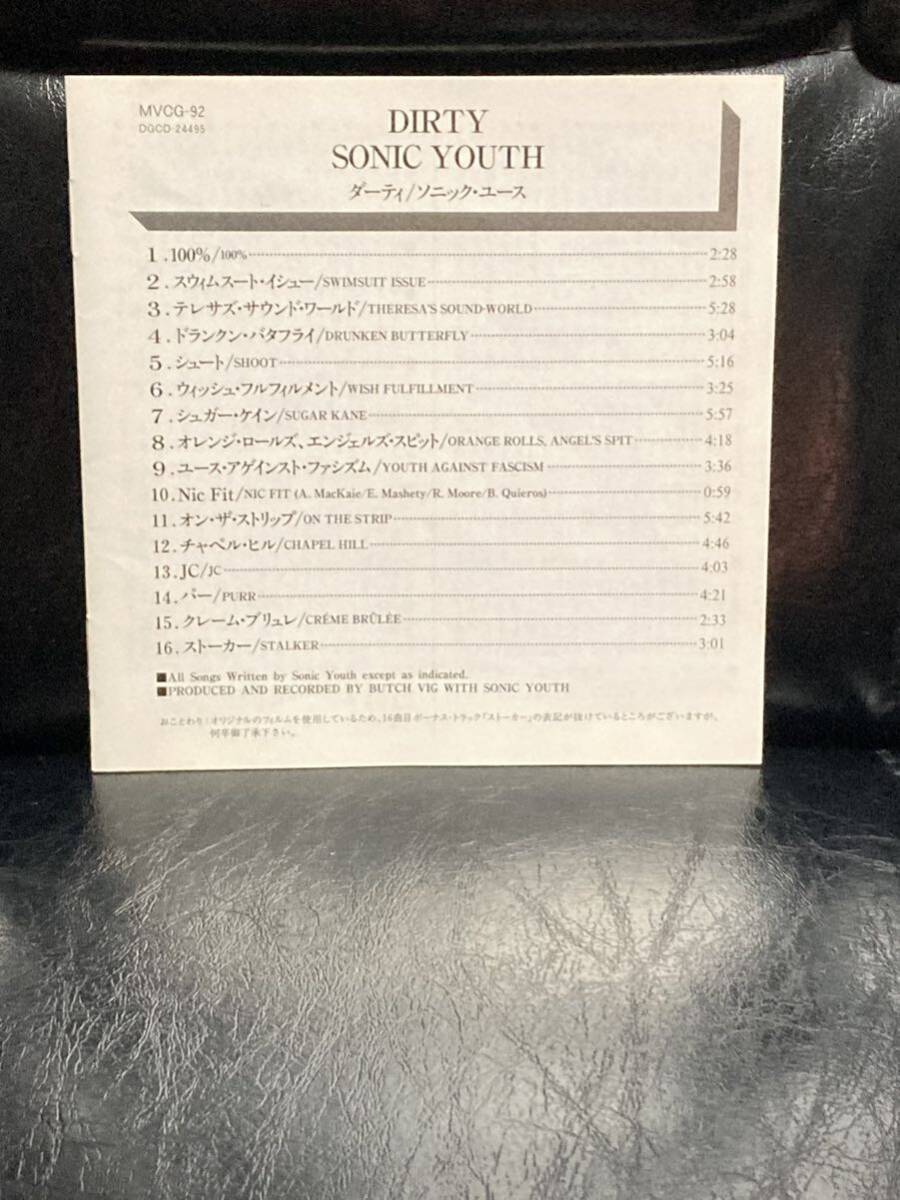 MVCG-92
DGCD-24495
DIRTY
SONIC YOUTH
ダーティ/ソニック・ユース
1.100%/100% 2:28
2.スウィムスート・イシュー/SWIMSUIT ISSUE 2:58
3.テレサズ・サウンド・ワールド/THERESA'S SOUND-WORLD 5:28
4.ドランクン・バタフライ/DRUNKEN BUTTERFLY 3:04
5.シュート/SHOOT 5:16
6.ウィッシュ・フルフィルメント/WISH FULFILLMENT 3:25
7.シュガー・ケイン/SUGAR KANE 5:57
8.オレンジ・ロールズ、エンジェルズ・スピット/ORANGE ROLLS, ANGEL'S SPIT 4:18
9.ユース・アゲインスト・ファシズム/YOUTH AGAINST FASCISM 3:36
10.Nic Fit/NIC FIT (A. MacKaie/E. Mashety/R. Moore/B. Quieros) 0:59
11.オン・ザ・ストリップ/ON THE STRIP 5:42
12.チャペル・ヒル/CHAPEL HILL 4:46
13.JC/JC 4:03
14.パー/PURR 4:21
15.クレーム・ブリュレ/CRÉME BRÛLÉE 2:33
16.ストーカー/STALKER 3:01
■All Songs Written by Sonic Youth except as indicated.
■PRODUCED AND RECORDED BY BUTCH VIG WITH SONIC YOUTH
おことわり：オリジナルのフィルムを使用しているため、16曲目ボーナス・トラック「ストーカー」の表記が抜けているところがございますが、
何卒御了承下さい。